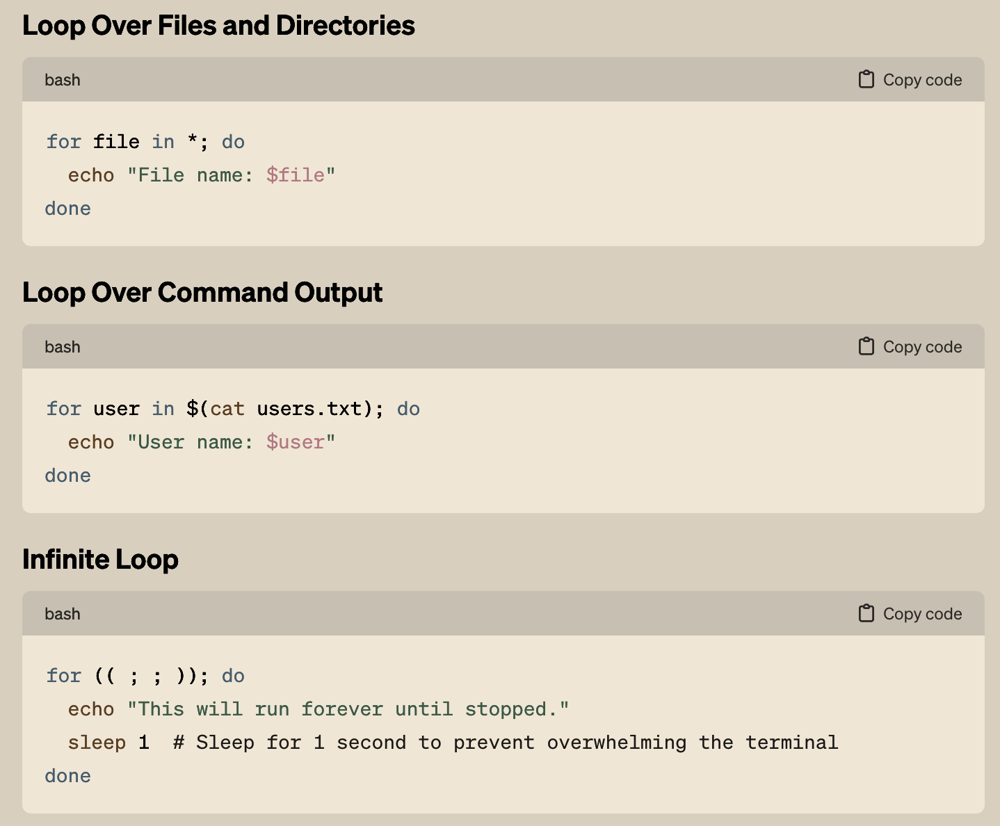 Loop Over Files and Directories
bash Copy code
for file in *; do
  echo "File name: $file"
done
Loop Over Command Output
bash Copy code
for user in $(cat users.txt); do
  echo "User name: $user"
done
Infinite Loop
bash Copy code
for (( ; ; )); do
  echo "This will run forever until stopped."
  sleep 1  # Sleep for 1 second to prevent overwhelming the terminal
done